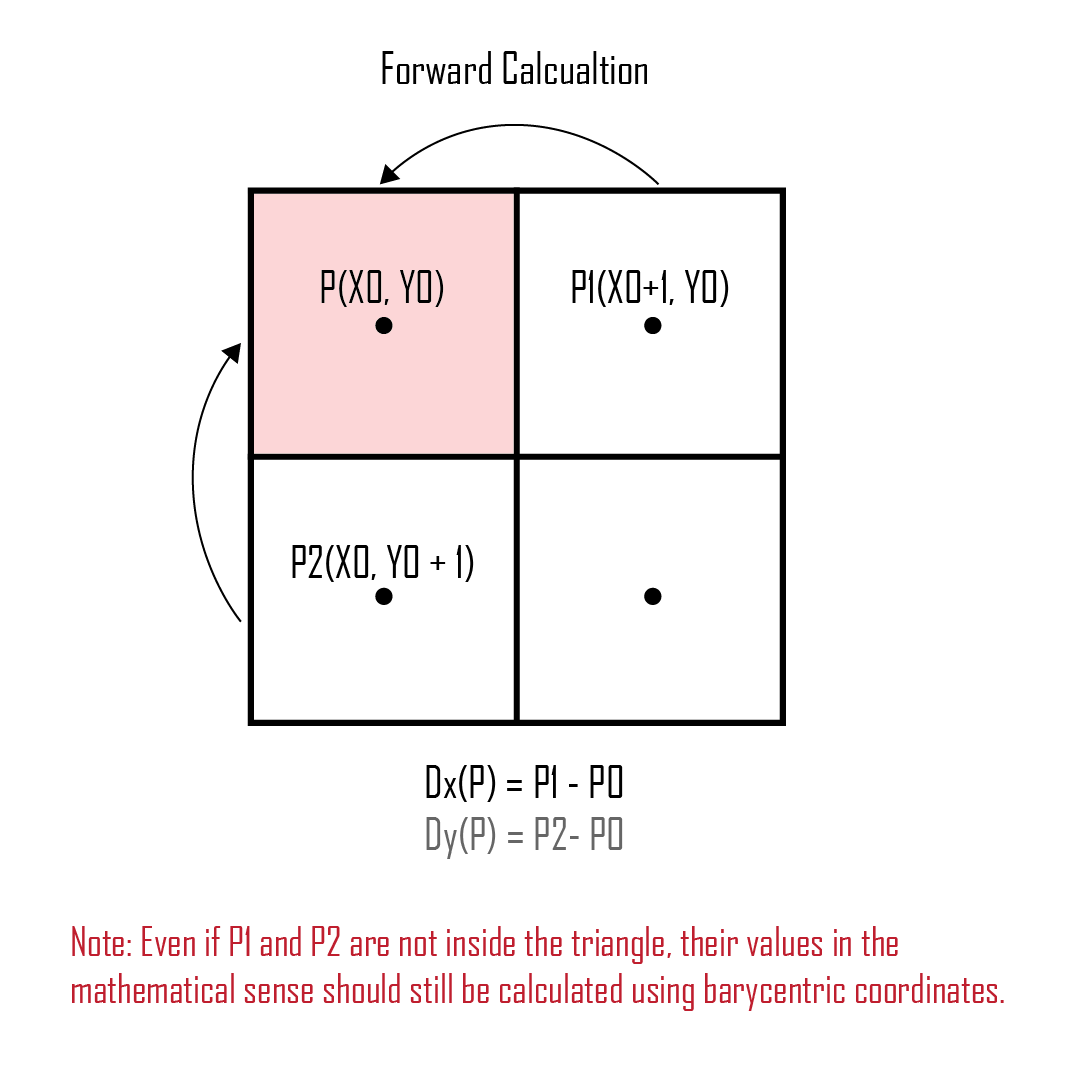 Forward Calcualtion
P(X0, Y0)
P1(X0+1, Y0)
P2(X0, Y0 + 1)
Dx(P) = P1 - P0
Dy(P) = P2- P0
Note: Even if P1 and P2 are not inside the triangle, their values in the
mathematical sense should still be calculated using barycentric coordinates.